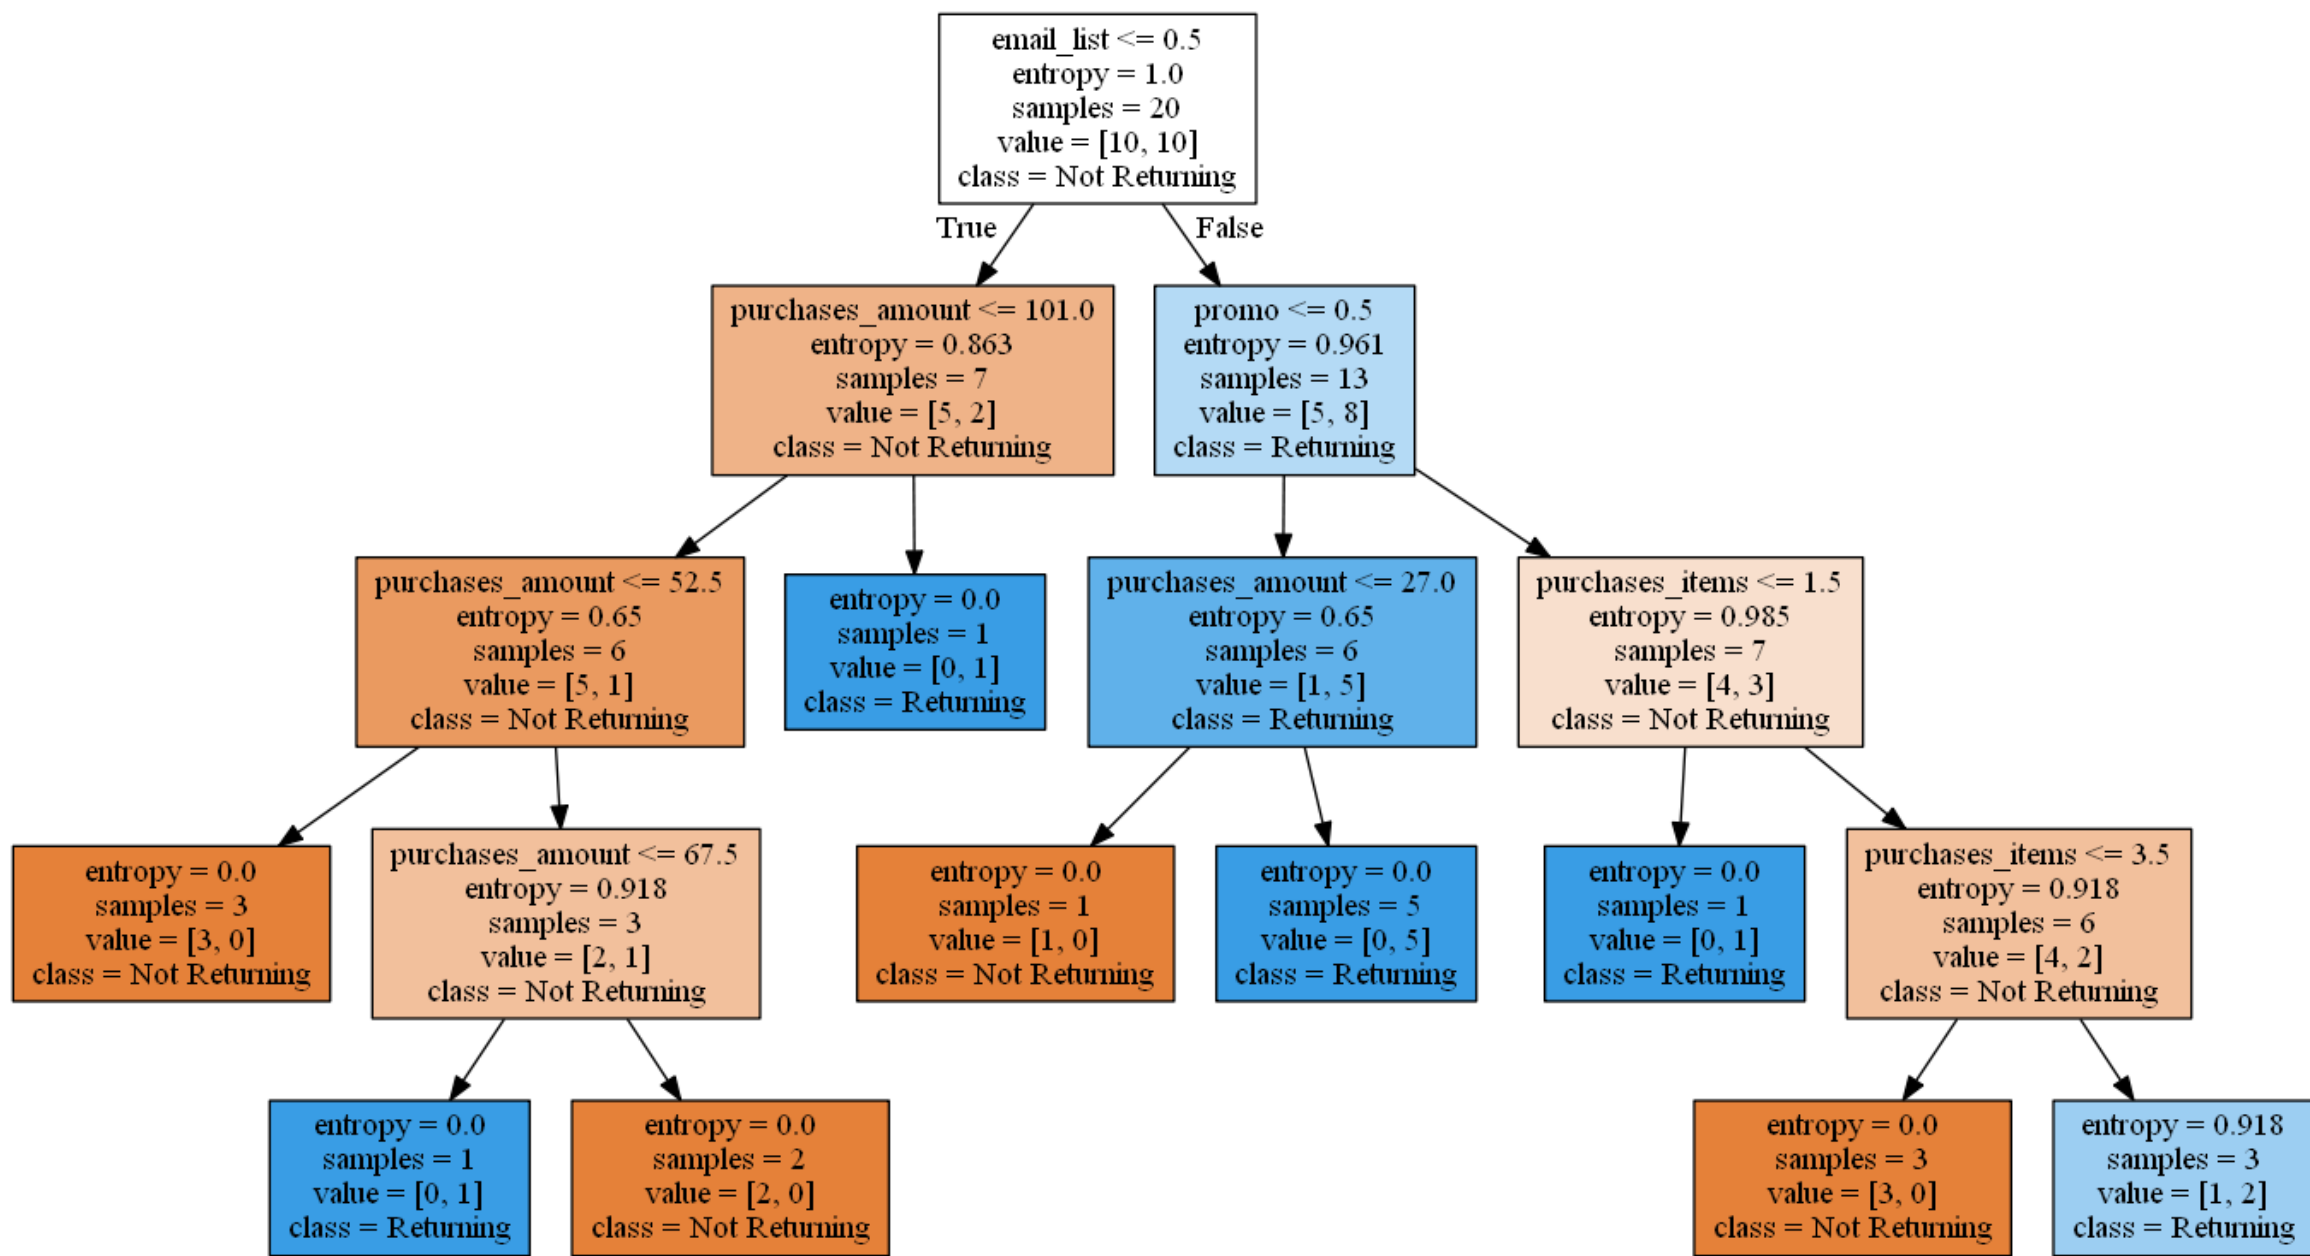 email_list <= 0.5
entropy = 1.0
samples = 20
value = [10, 10]
class = Not Returning
True
False
purchases_amount <= 101.0
entropy = 0.863
samples = 7
value = [5, 2]
class = Not Returning
promo <= 0.5
entropy = 0.961
samples = 13
value = [5, 8]
class = Returning
purchases_amount <= 52.5
entropy = 0.65
samples = 6
value = [5, 1]
class = Not Returning
entropy = 0.0
samples = 1
value = [0, 1]
class = Returning
purchases_amount <= 27.0
entropy = 0.65
samples = 6
value = [1, 5]
class = Returning
purchases_items <= 1.5
entropy = 0.985
samples = 7
value = [4, 3]
class = Not Returning
entropy = 0.0
samples = 3
value = [3, 0]
class = Not Returning
purchases_amount <= 67.5
entropy = 0.918
samples = 3
value = [2, 1]
class = Not Returning
entropy = 0.0
samples = 1
value = [1, 0]
class = Not Returning
entropy = 0.0
samples = 5
value = [0, 5]
class = Returning
entropy = 0.0
samples = 1
value = [0, 1]
class = Returning
purchases_items <= 3.5
entropy = 0.918
samples = 6
value = [4, 2]
class = Not Returning
entropy = 0.0
samples = 1
value = [0, 1]
class = Returning
entropy = 0.0
samples = 2
value = [2, 0]
class = Not Returning
entropy = 0.0
samples = 3
value = [3, 0]
class = Not Returning
entropy = 0.918
samples = 3
value = [1, 2]
class = Returning